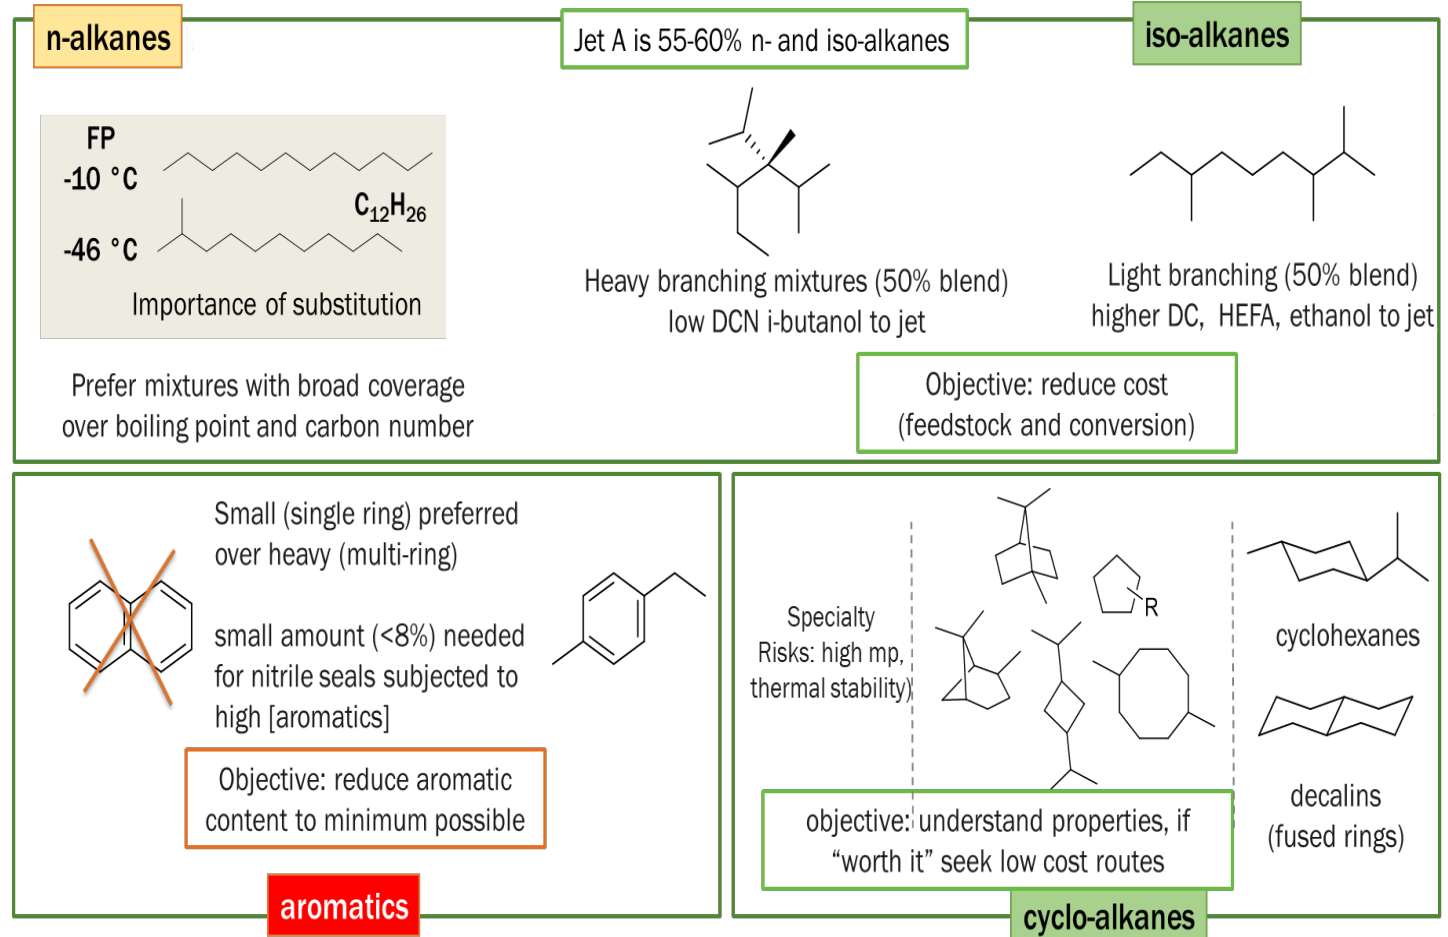 n-alkanes
Jet A is 55-60% n- and iso-alkanes
iso-alkanes
FP
-10 °C
C12H26
-46 °C
Importance of substitution
Prefer mixtures with broad coverage
over boiling point and carbon number
Heavy branching mixtures (50% blend)
low DCN i-butanol to jet
Light branching (50% blend)
higher DC, HEFA, ethanol to jet
Objective: reduce cost
(feedstock and conversion)
Small (single ring) preferred
over heavy (multi-ring)
small amount (<8%) needed
for nitrile seals subjected to
high [aromatics]
Objective: reduce aromatic
content to minimum possible
aromatics
Specialty
Risks: high mp,
thermal stability)
R
cyclohexanes
decalins
(fused rings)
objective: understand properties, if
“worth it” seek low cost routes
cyclo-alkanes